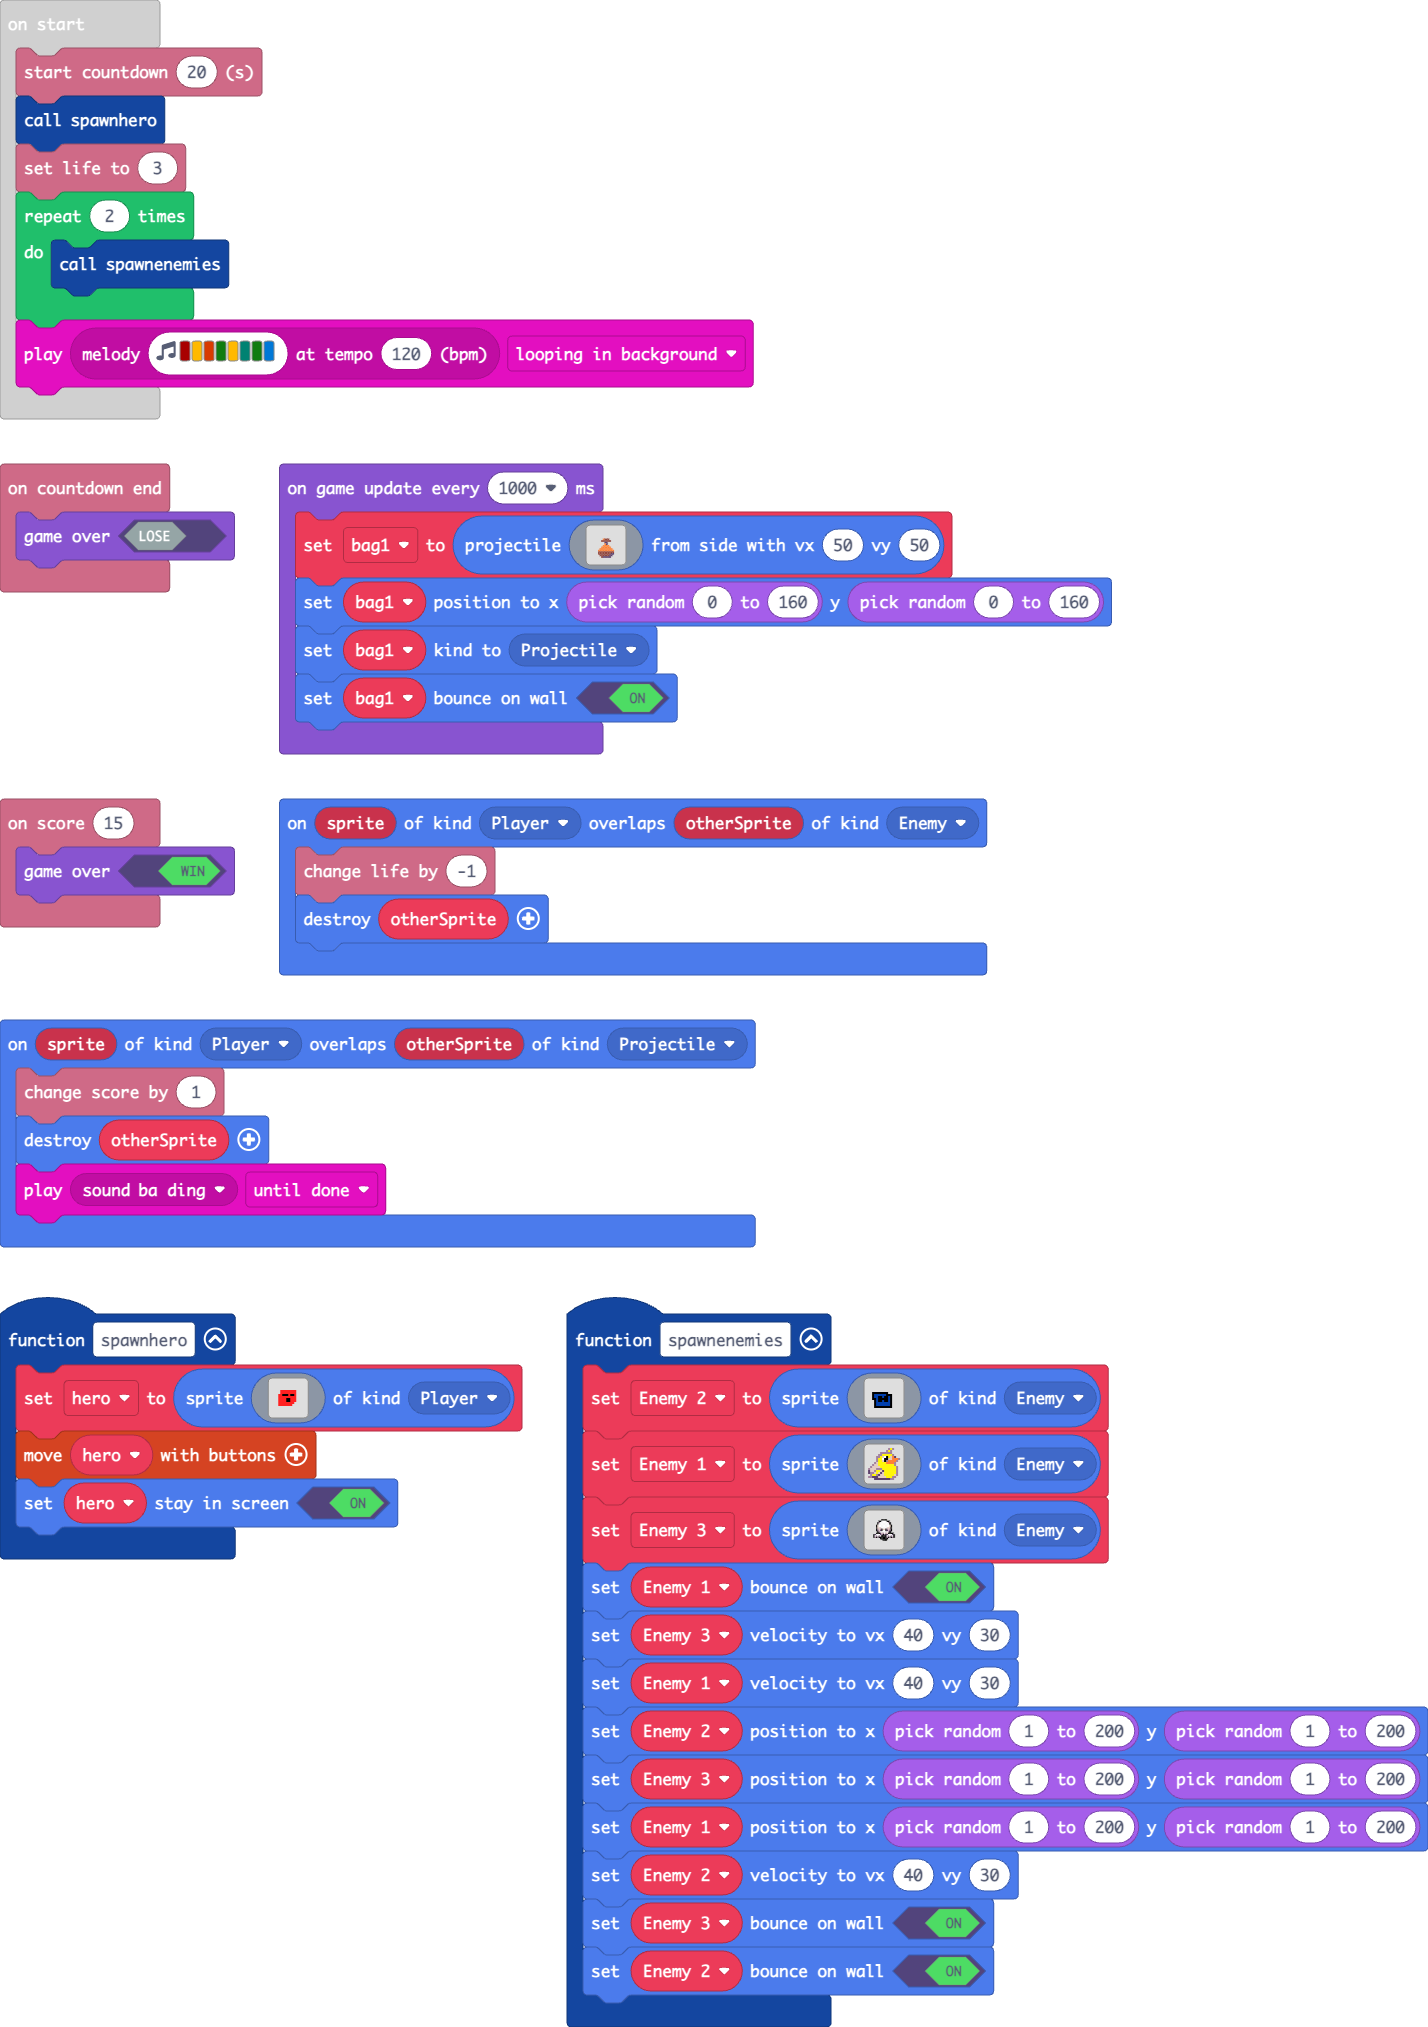 on start
start countdown 20 (s)
call spawnhero
set life to 3
repeat 2 times
do call spawnenemies
play melody at tempo 120 (bpm) looping in background
on countdown end
game over LOSE
on game update every 1000 ms
set bag1 to projectile from side with vx 50 vy 50
set bag1 position to x pick random 0 to 160 y pick random 0 to 160
set bag1 kind to Projectile
set bag1 bounce on wall ON
on score 15
game over WIN
on sprite of kind Player overlaps otherSprite of kind Enemy
change life by -1
destroy otherSprite
on sprite of kind Player overlaps otherSprite of kind Projectile
change score by 1
destroy otherSprite
play sound ba ding until done
function spawnhero
set hero to sprite of kind Player
move hero with buttons
set hero stay in screen ON
function spawnenemies
set Enemy 2 to sprite of kind Enemy
set Enemy 1 to sprite of kind Enemy
set Enemy 3 to sprite of kind Enemy
set Enemy 1 bounce on wall ON
set Enemy 3 velocity to vx 40 vy 30
set Enemy 1 velocity to vx 40 vy 30
set Enemy 2 position to x pick random 1 to 200 y pick random 1 to 200
set Enemy 3 position to x pick random 1 to 200 y pick random 1 to 200
set Enemy 1 position to x pick random 1 to 200 y pick random 1 to 200
set Enemy 2 velocity to vx 40 vy 30
set Enemy 3 bounce on wall ON
set Enemy 2 bounce on wall ON